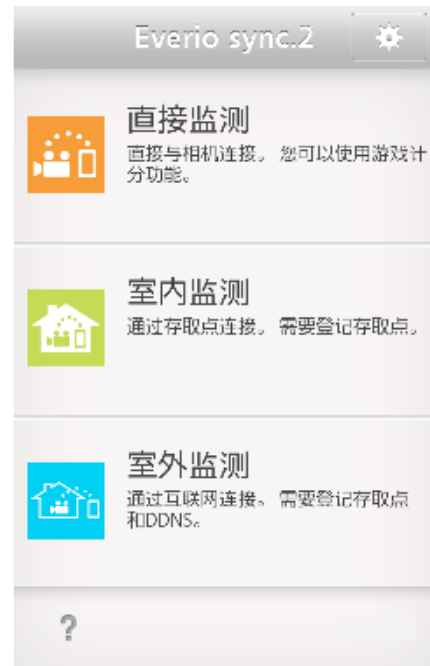 Everio sync.2
直接监测
直接与相机连接。 您可以使用游戏计
分功能。
室内监测
通过存取点连接。 需要登记存取点。
室外监测
通过互联网连接。 需要登记存取点
和DDNS。
?